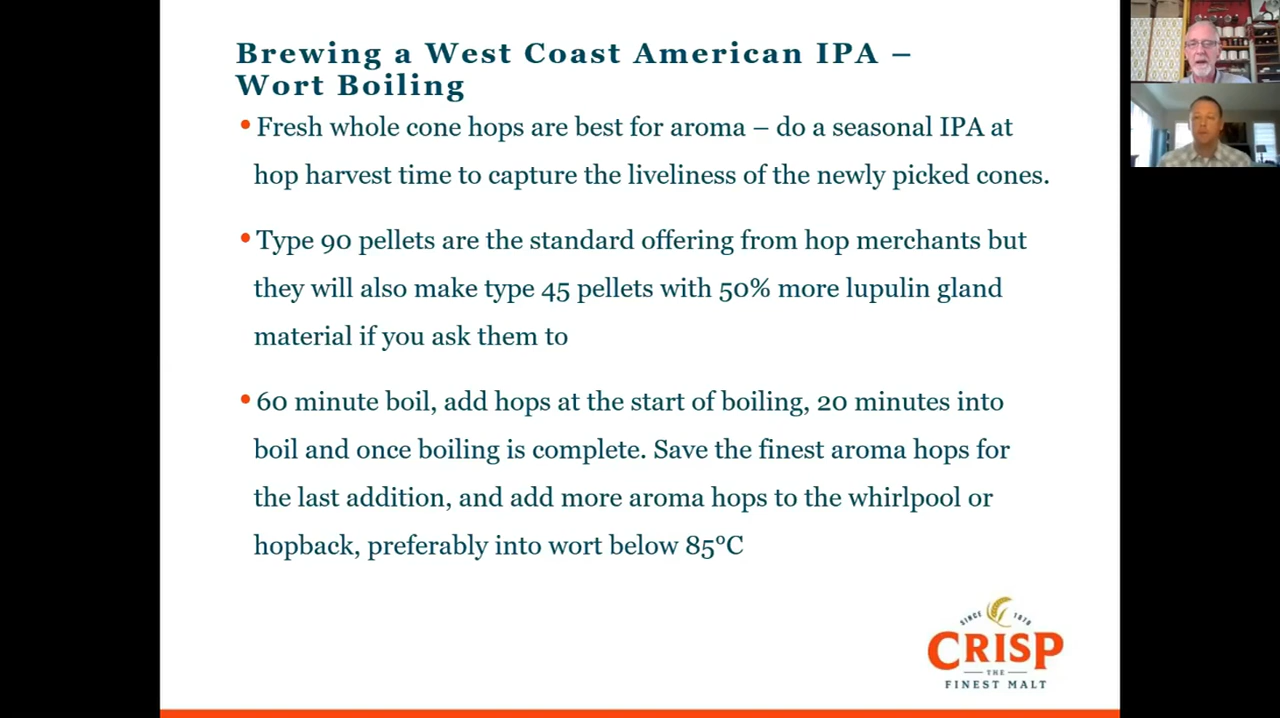 Brewing a West Coast American IPA –
Wort Boiling
•Fresh whole cone hops are best for aroma – do a seasonal IPA at
hop harvest time to capture the liveliness of the newly picked cones.
•Type 90 pellets are the standard offering from hop merchants but
they will also make type 45 pellets with 50% more lupulin gland
material if you ask them to
•60 minute boil, add hops at the start of boiling, 20 minutes into
boil and once boiling is complete. Save the finest aroma hops for
the last addition, and add more aroma hops to the whirlpool or
hopback, preferably into wort below 85°C
SINCE 1870
CRISP
THE
FINEST MALT